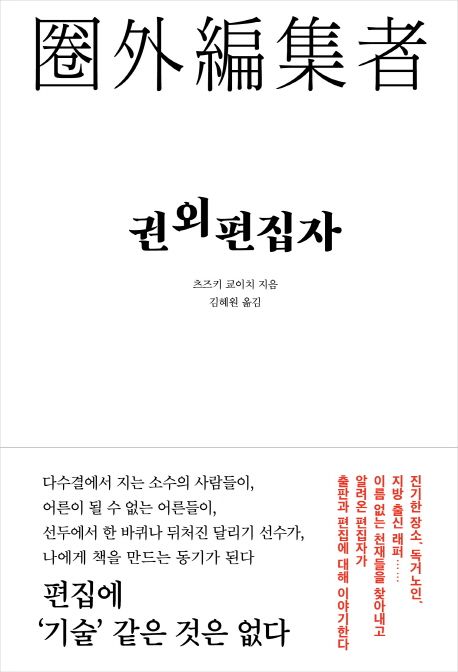 圈外編集者
권외편집자
츠즈키 쿄이치 지음
김혜원 옮김
다수결에서 지는 소수의 사람들이,
어른이 될 수 없는 어른들이,
선두에서 한 바퀴나 뒤처진 달리기 선수가,
나에게 책을 만드는 동기가 된다
편집에
‘기술’ 같은 것은 없다
진기한 장소, 독거노인,
지방 출신 래퍼……
이름 없는 천재들을 찾아내고
알려온 편집자가
출판과 편집에 대해 이야기한다